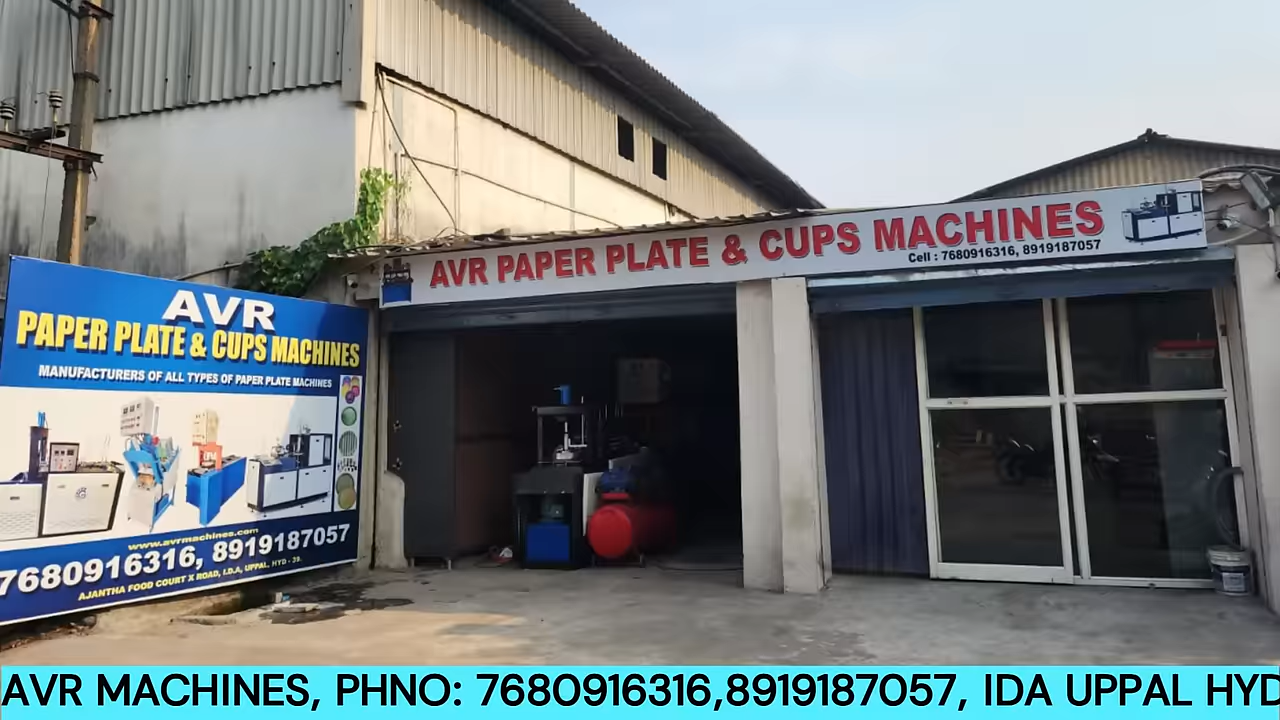 AVR PAPER PLATE & CUPS MACHINES
Cell : 7680916316, 8919187057
AVR
PAPER PLATE & CUPS MACHINES
MANUFACTURERS OF ALL TYPES OF PAPER PLATE MACHINES
www.avrmachines.com
7680916316, 8919187057
AJANTHA FOOD COURT X ROAD, I.D.A, UPPAL, HYD - 39.
AVR MACHINES, PHNO: 7680916316,8919187057, IDA UPPAL HYD